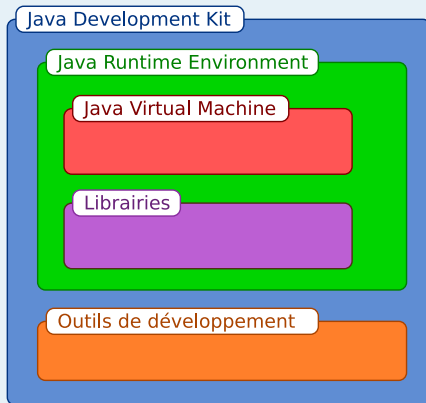 Java Development Kit
Java Runtime Environment
Java Virtual Machine
Librairies
Outils de développement